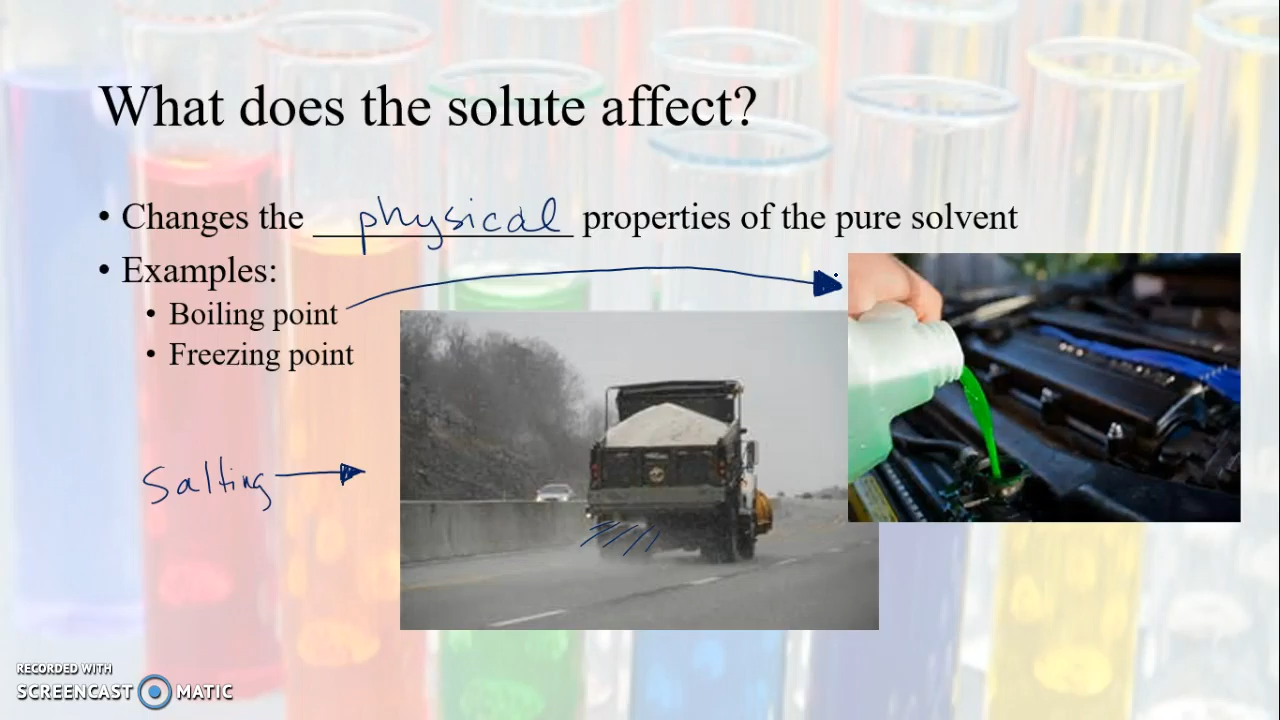 What does the solute affect?
• Changes the physical properties of the pure solvent
• Examples:
• Boiling point
• Freezing point
Salting
RECORDED WITH
SCREENCAST MATIC